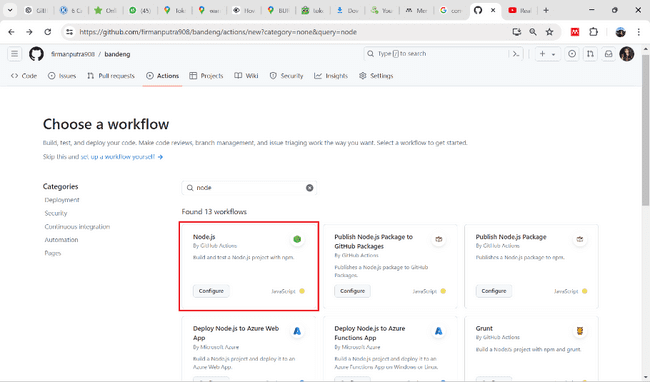 https://github.com/firmanputra908/bandeng/actions/new?category=none&query=node
firmanputra908 / bandeng
Type / to search
Code
Issues
Pull requests
Actions
Projects
Wiki
Security
Insights
Settings
Choose a workflow
Build, test, and deploy your code. Make code reviews, branch management, and issue triaging work the way you want. Select a workflow to get started.
Skip this and set up a workflow yourself →
Categories
Deployment
Security
Continuous integration
Automation
Pages
node
Found 13 workflows
Node.js
By GitHub Actions
Build and test a Node.js project with npm.
Configure
JavaScript
Publish Node.js Package to
GitHub Packages
By GitHub Actions
Publishes a Node.js package to GitHub
Packages.
Configure
JavaScript
Publish Node.js Package
By GitHub Actions
Publishes a Node.js package to npm.
Configure
JavaScript
Deploy Node.js to Azure Web
App
By Microsoft Azure
Build a Node.js project and deploy it to an
Azure Web App.
Deploy Node.js to Azure
Functions App
By Microsoft Azure
Build a Node.js project and deploy it to an
Azure Functions App on Windows or Linux.
Grunt
By GitHub Actions
Build a NodeJS project with npm and grunt.